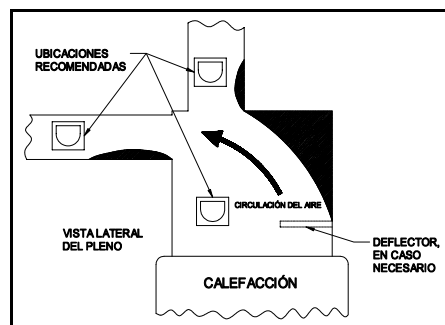 UBICACIONES
RECOMENDADAS
CIRCULACIÓN DEL AIRE
VISTA LATERAL
DEL PLENO
DEFLECTOR,
EN CASO
NECESARIO
CALEFACCIÓN